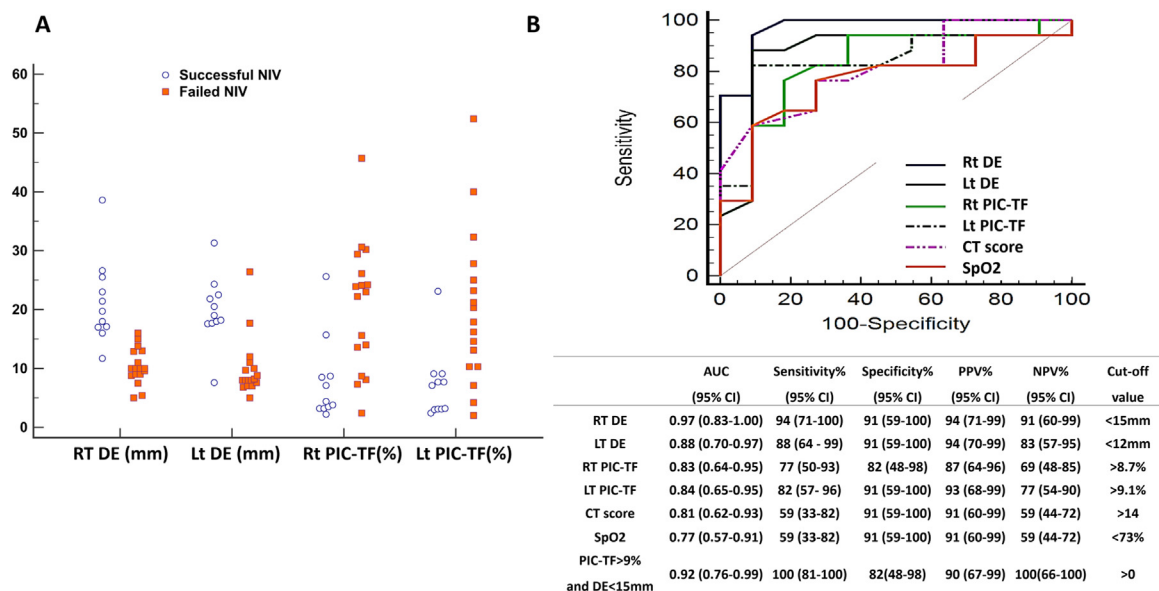 A
Successful NIV
Failed NIV
60
50
40
30
20
10
0
RT DE (mm) Lt DE (mm) Rt PIC-TF(%) Lt PIC-TF(%)
B
Sensitivity
100
80
60
40
20
0
Rt DE
Lt DE
Rt PIC-TF
Lt PIC-TF
CT score
SpO2
0 20 40 60 80 100
100-Specificity
AUC Sensitivity% Specificity% PPV% NPV% Cut-off
(95% CI) (95% CI) (95% CI) (95% CI) (95% CI) value
RT DE 0.97 (0.83-1.00) 94 (71-100) 91 (59-100) 94 (71-99) 91 (60-99) <15mm
LT DE 0.88 (0.70-0.97) 88 (64 - 99) 91 (59-100) 94 (70-99) 83 (57-95) <12mm
RT PIC-TF 0.83 (0.64-0.95) 77 (50-93) 82 (48-98) 87 (64-96) 69 (48-85) >8.7%
LT PIC-TF 0.84 (0.65-0.95) 82 (57- 96) 91 (59-100) 93 (68-99) 77 (54-90) >9.1%
CT score 0.81 (0.62-0.93) 59 (33-82) 91 (59-100) 91 (60-99) 59 (44-72) >14
SpO2 0.77 (0.57-0.91) 59 (33-82) 91 (59-100) 91 (60-99) 59 (44-72) <73%
PIC-TF>9%
and DE<15mm 0.92 (0.76-0.99) 100 (81-100) 82(48-98) 90 (67-99) 100(66-100) >0